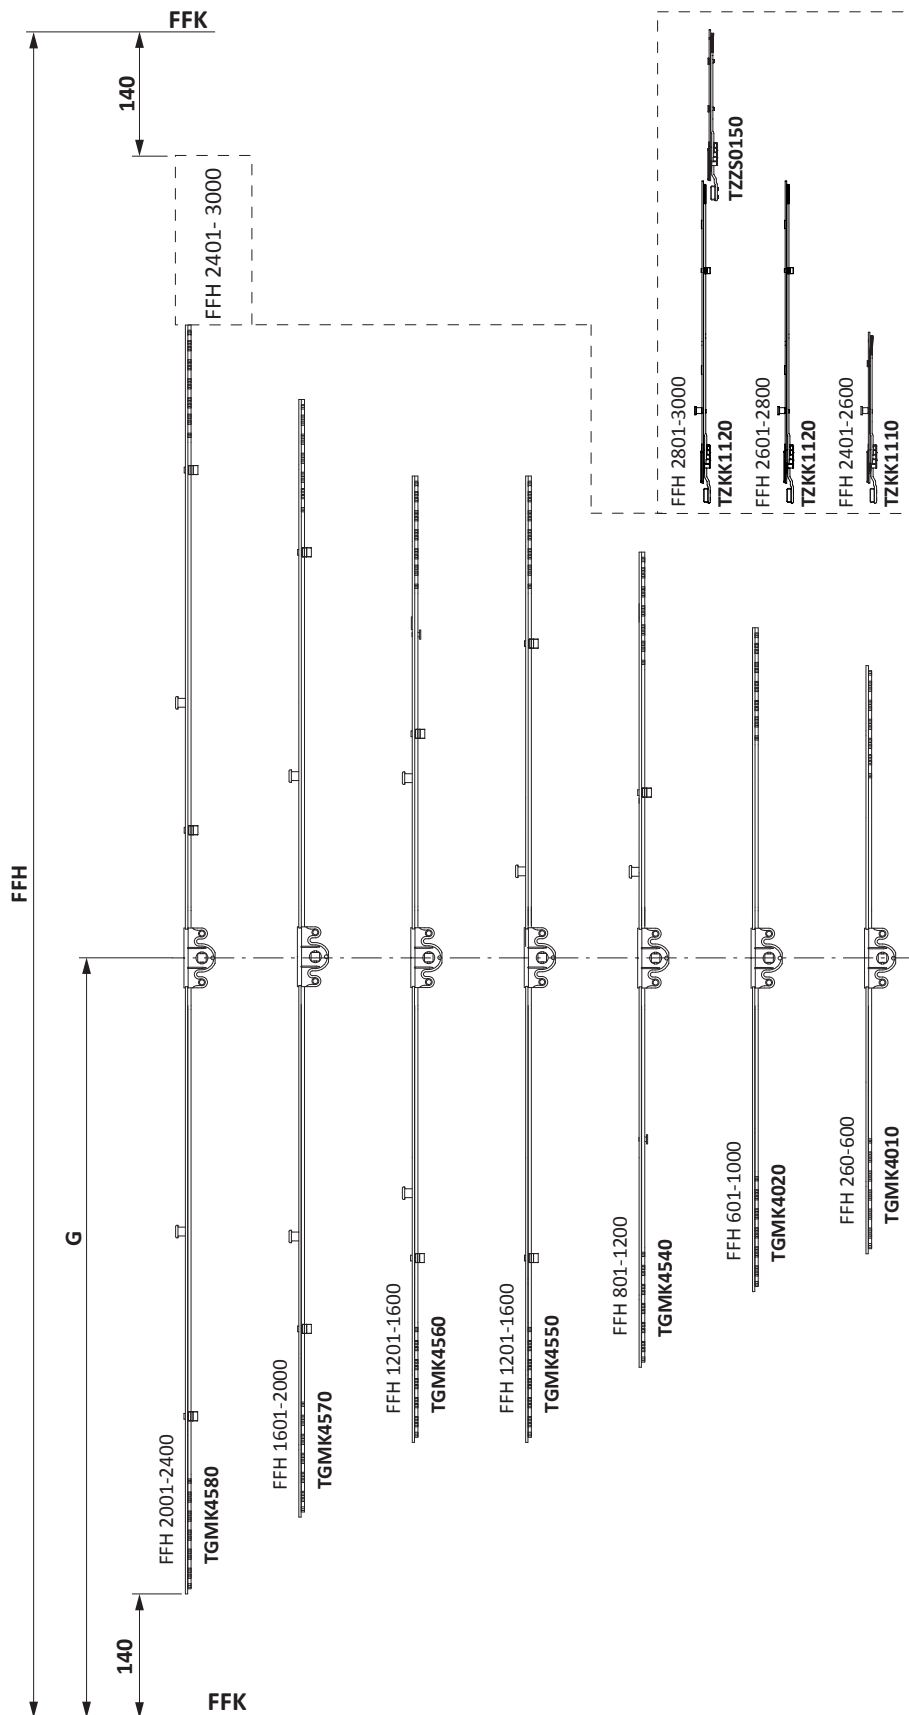 FFK
140
FFH 2401- 3000
TZZS0150
FFH 2801-3000
TZKK1120
FFH 2601-2800
TZKK1120
FFH 2401-2600
TZKK1110
FFH
G
FFH 2001-2400
TGMK4580
FFH 1601-2000
TGMK4570
FFH 1201-1600
TGMK4560
FFH 1201-1600
TGMK4550
FFH 801-1200
TGMK4540
FFH 601-1000
TGMK4020
FFH 260-600
TGMK4010
140
FFK